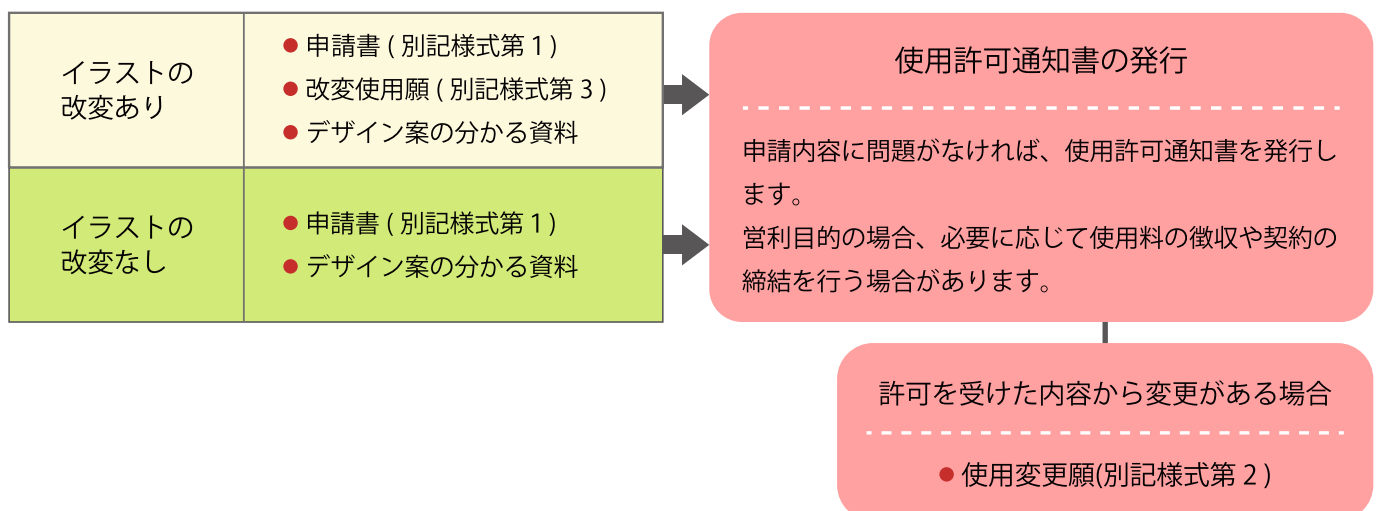 イラストの
改変あり
● 申請書 ( 別記様式第 1 )
● 改変使用願 ( 別記様式第 3 )
● デザイン案の分かる資料
イラストの
改変なし
● 申請書 ( 別記様式第 1 )
● デザイン案の分かる資料
使用許可通知書の発行
申請内容に問題がなければ、使用許可通知書を発行し
ます。
営利目的の場合、必要に応じて使用料の徴収や契約の
締結を行う場合があります。
許可を受けた内容から変更がある場合
● 使用変更願(別記様式第 2 )